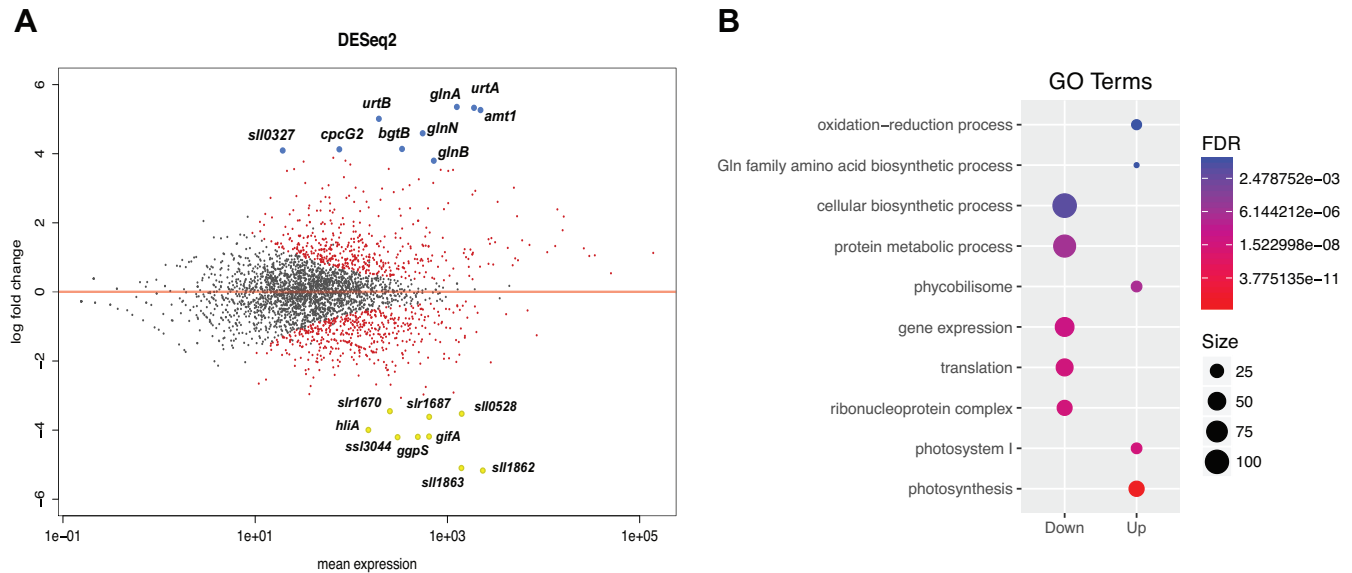 A
DESeq2
log fold change
6
4
2
0
−2
−4
−6
glnA
urtA
urtB
amt1
sll0327
cpcG2
bgtB
glnN
glnB
slr1670
slr1687
sll0528
hliA
ssl3044
ggpS
gifA
sll1863
sll1862
1e−01
1e+01
1e+03
1e+05
mean expression
B
GO Terms
oxidation−reduction process
Gln family amino acid biosynthetic process
cellular biosynthetic process
protein metabolic process
phycobilisome
gene expression
translation
ribonucleoprotein complex
photosystem I
photosynthesis
Down
Up
FDR
2.478752e−03
6.144212e−06
1.522998e−08
3.775135e−11
Size
25
50
75
100